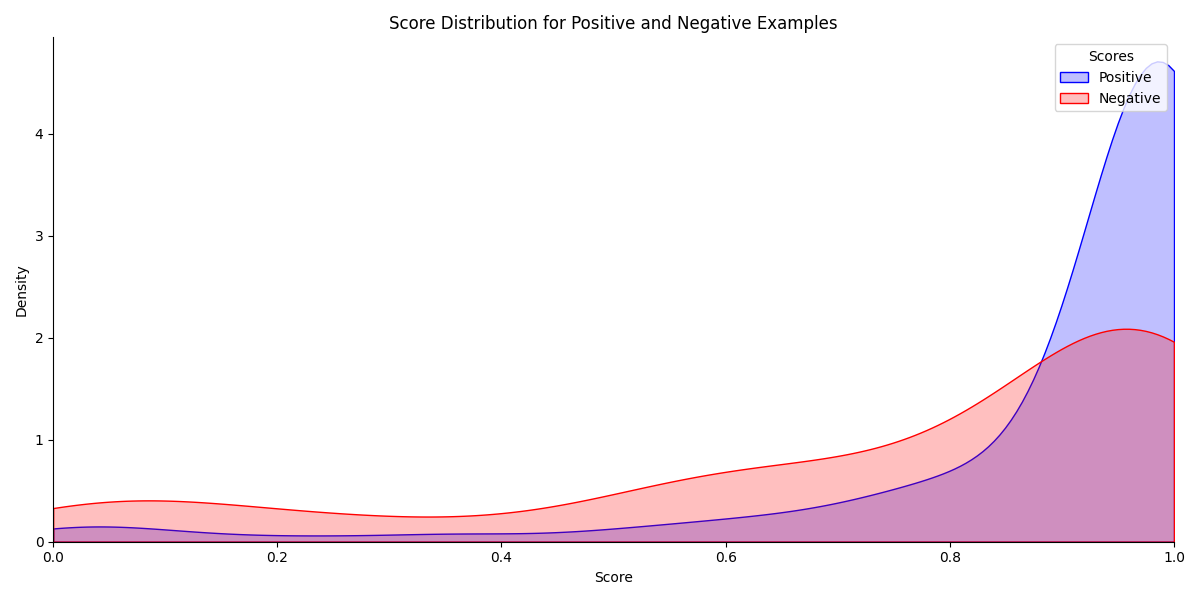 Score Distribution for Positive and Negative Examples
Scores
Positive
Negative
Density
4
3
2
1
0
0.0 0.2 0.4 0.6 0.8 1.0
Score